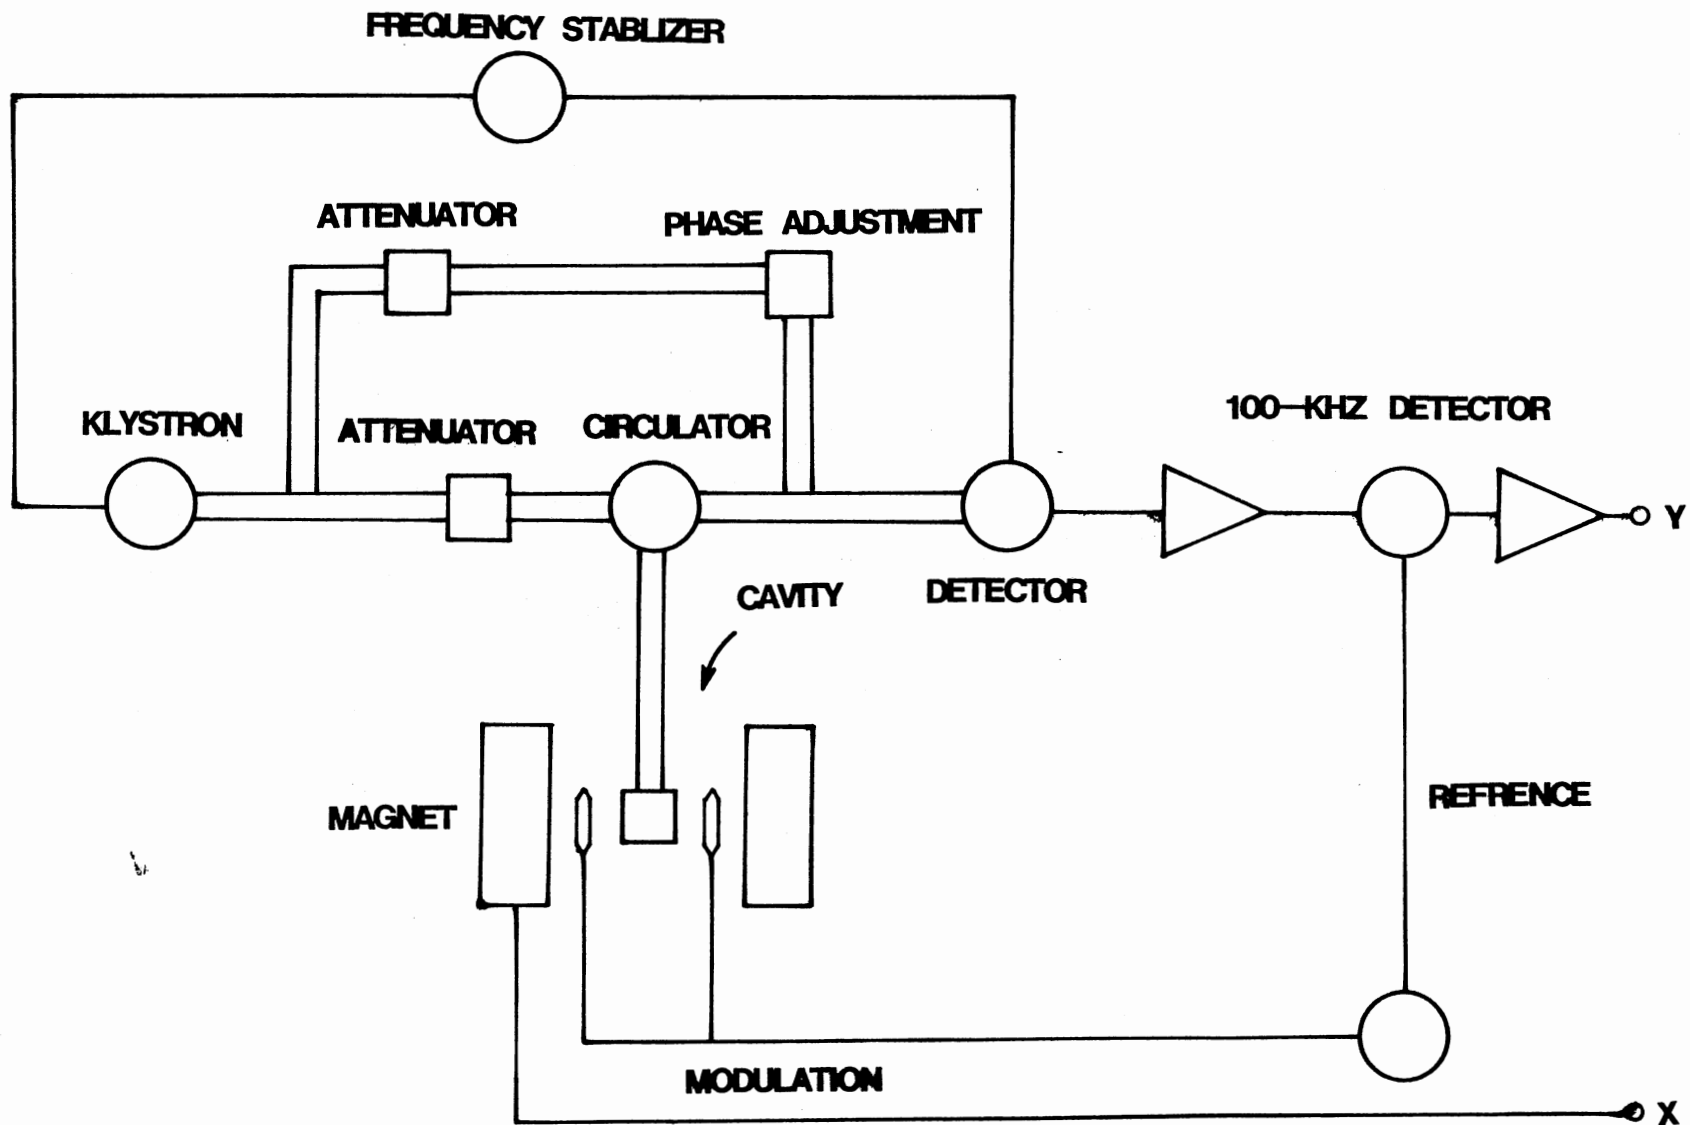 FREQUENCY STABLIZER
ATTENUATOR
PHASE ADJUSTMENT
KLYSTRON
ATTENUATOR
CIRCULATOR
100-KHZ DETECTOR
Y
CAVITY
DETECTOR
MAGNET
REFRENCE
MODULATION
X